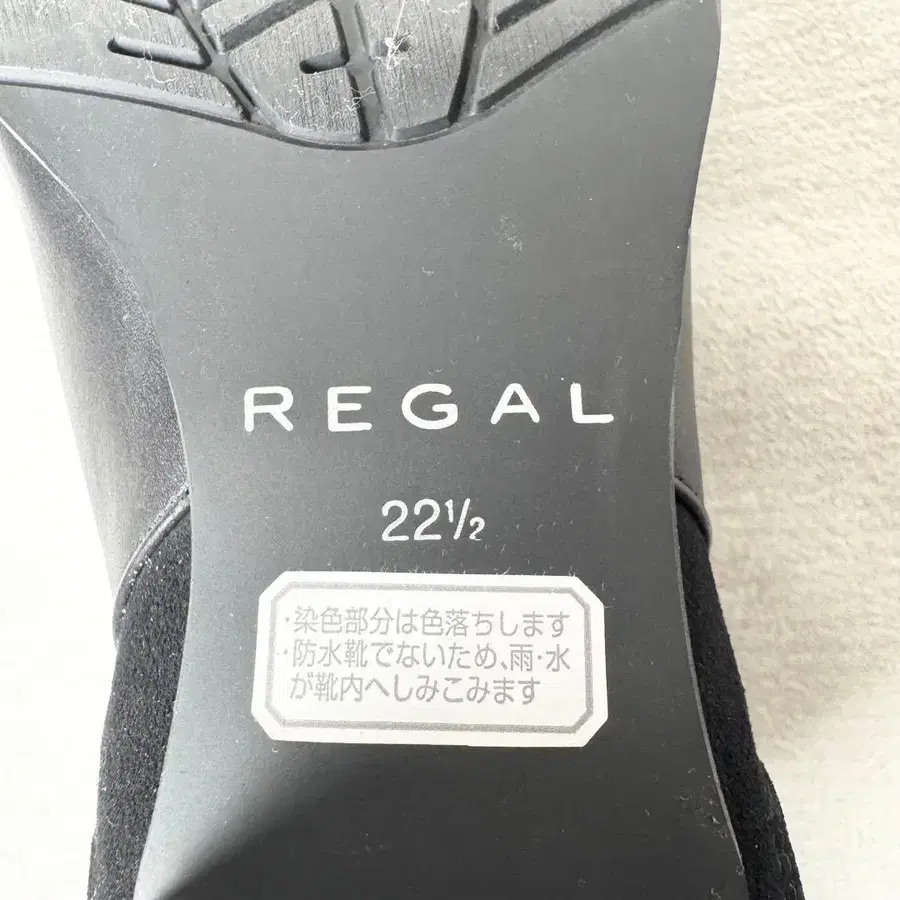 REGAL
22½
・染色部分は色落ちします
・防水靴でないため、雨・水
が靴内へしみこみます